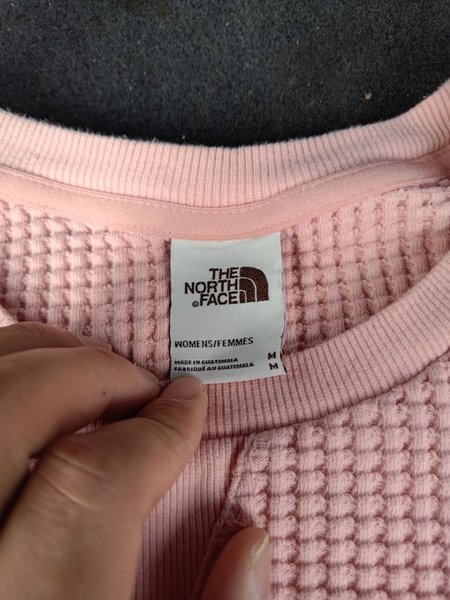 THE
NORTH
FACE
WOMENS/FEMMES
MADE IN GUATEMALA M
FABRIQUÉ AU GUATEMALA M